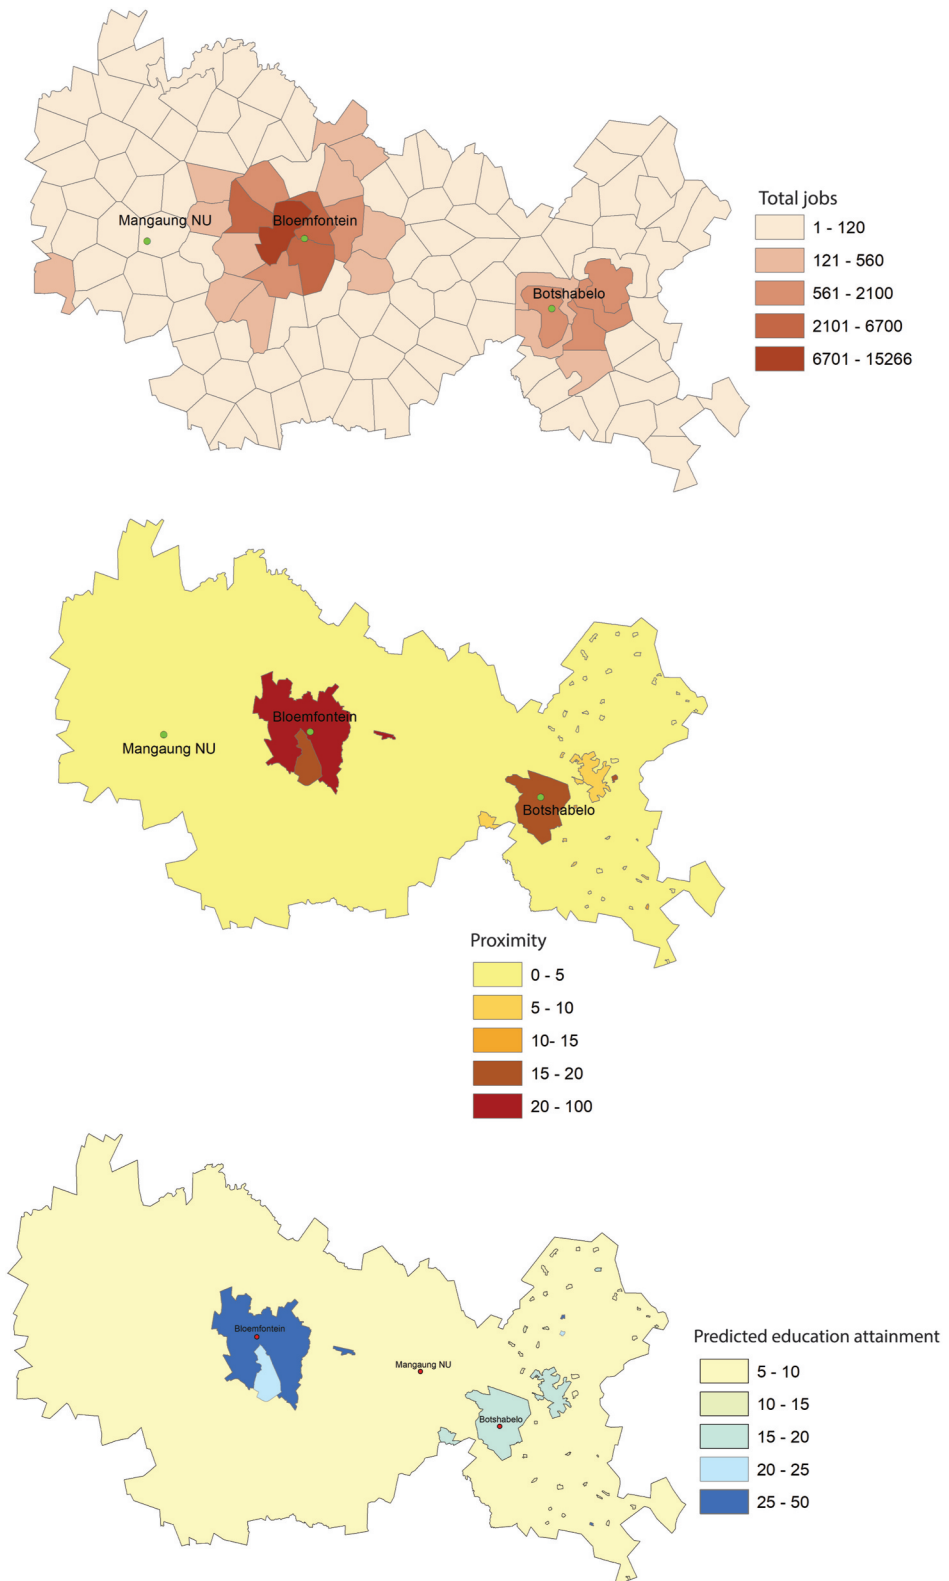 Total jobs
1 - 120
121 - 560
561 - 2100
2101 - 6700
6701 - 15266
Mangaung NU
Bloemfontein
Botshabelo
Bloemfontein
Mangaung NU
Botshabelo
Proximity
0 - 5
5 - 10
10- 15
15 - 20
20 - 100
Bloemfontein
Mangaung NU
Botshabelo
Predicted education attainment
5 - 10
10 - 15
15 - 20
20 - 25
25 - 50